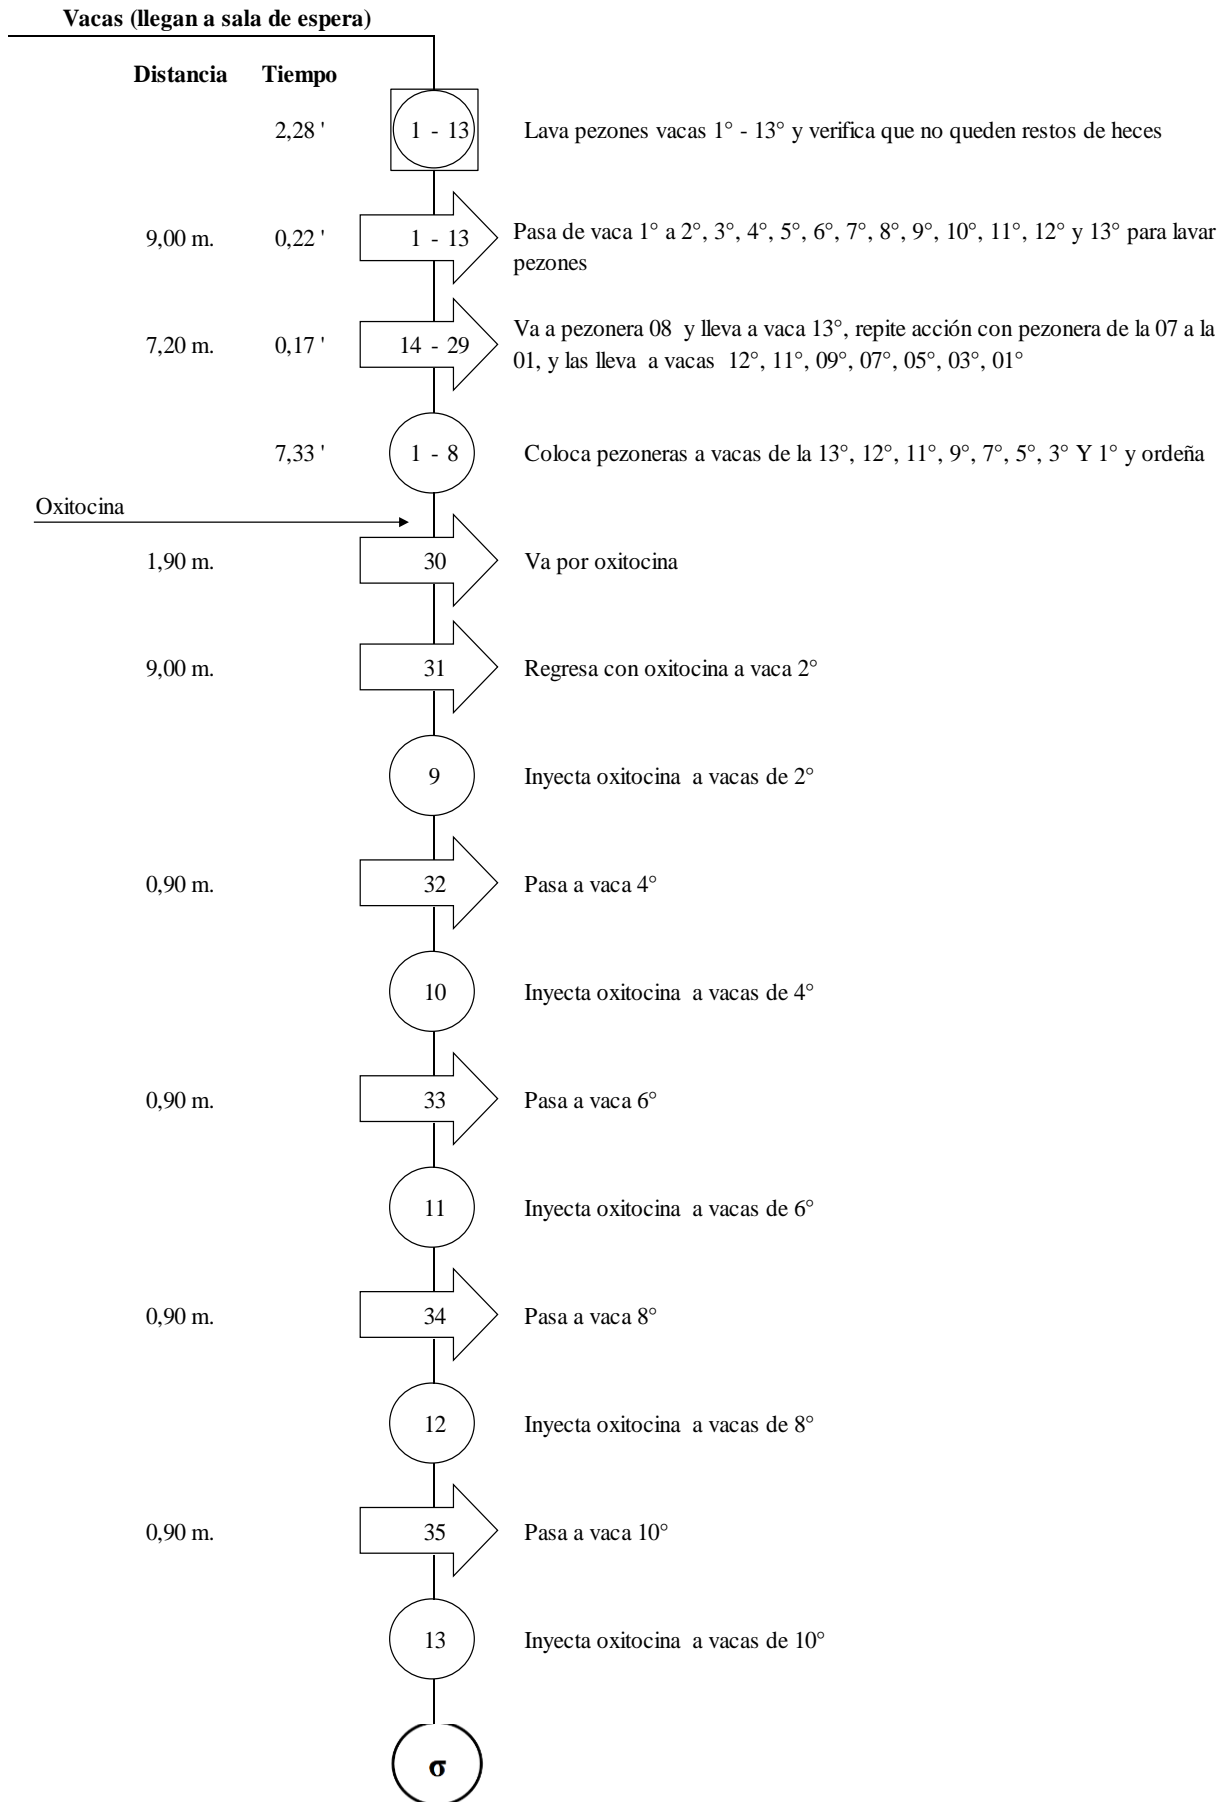 Vacas (llegan a sala de espera)
Distancia Tiempo
2,28 ' 1 - 13 Lava pezones vacas 1° - 13° y verifica que no queden restos de heces
9,00 m. 0,22 ' 1 - 13 Pasa de vaca 1° a 2°, 3°, 4°, 5°, 6°, 7°, 8°, 9°, 10°, 11°, 12° y 13° para lavar
pezones
7,20 m. 0,17 ' 14 - 29 Va a pezonera 08 y lleva a vaca 13°, repite acción con pezonera de la 07 a la
01, y las lleva a vacas 12°, 11°, 09°, 07°, 05°, 03°, 01°
7,33 ' 1 - 8 Coloca pezoneras a vacas de la 13°, 12°, 11°, 9°, 7°, 5°, 3° Y 1° y ordeña
Oxitocina
1,90 m. 30 Va por oxitocina
9,00 m. 31 Regresa con oxitocina a vaca 2°
9 Inyecta oxitocina a vacas de 2°
0,90 m. 32 Pasa a vaca 4°
10 Inyecta oxitocina a vacas de 4°
0,90 m. 33 Pasa a vaca 6°
11 Inyecta oxitocina a vacas de 6°
0,90 m. 34 Pasa a vaca 8°
12 Inyecta oxitocina a vacas de 8°
0,90 m. 35 Pasa a vaca 10°
13 Inyecta oxitocina a vacas de 10°
σ